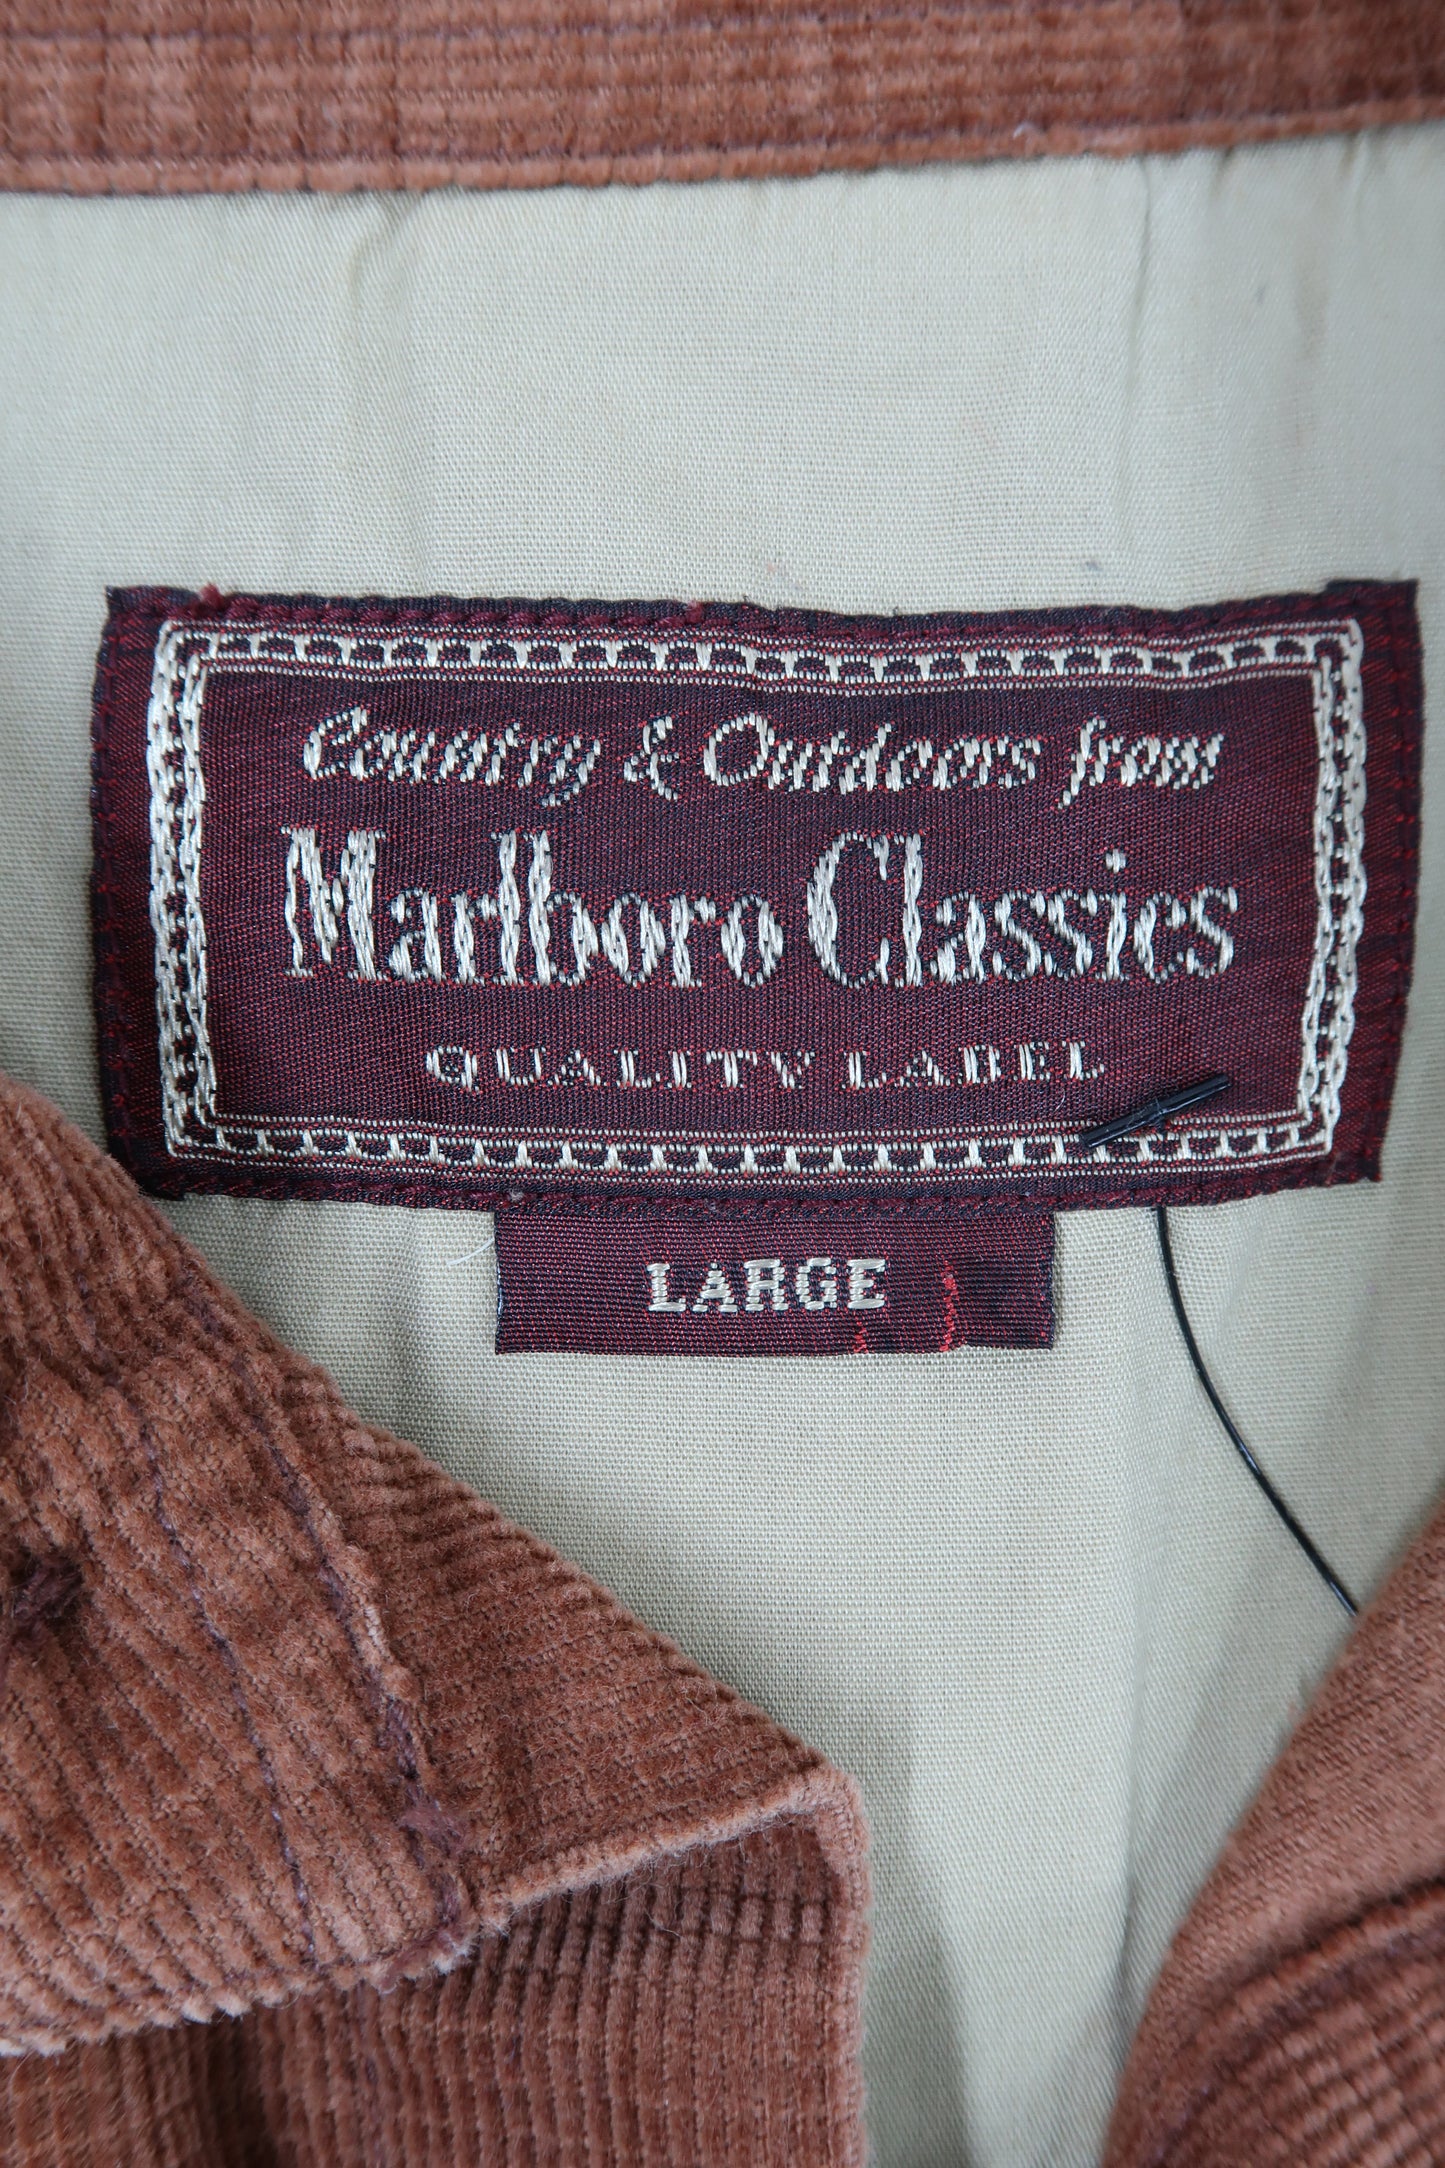 Country & Outdoors from
Marlboro Classics
QUALITY LABEL
LARGE